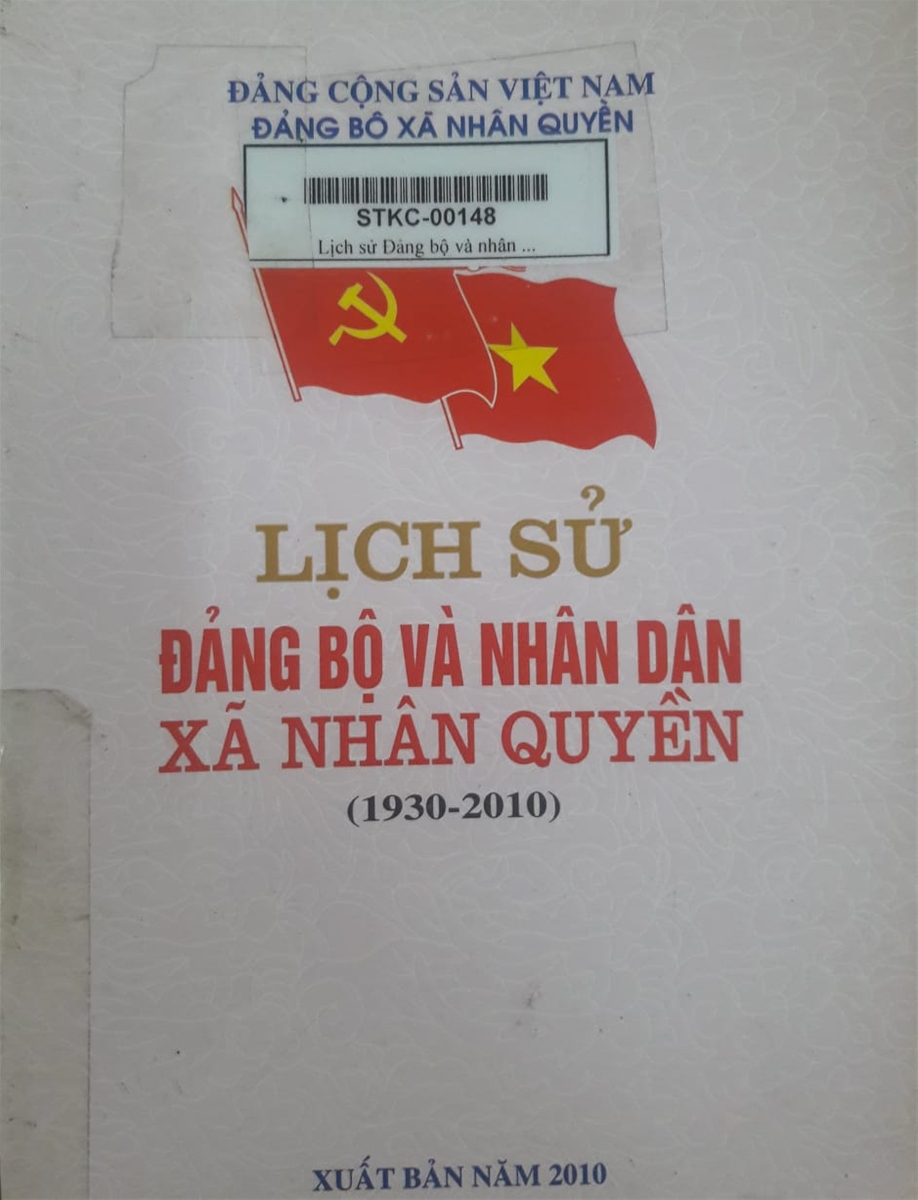 ĐẢNG CỘNG SẢN VIỆT NAM
ĐẢNG BỘ XÃ NHÂN QUYỀN
STKC-00148
Lịch sử Đảng bộ và nhân ...
LỊCH SỬ
ĐẢNG BỘ VÀ NHÂN DÂN
XÃ NHÂN QUYỀN
(1930-2010)
XUẤT BẢN NĂM 2010